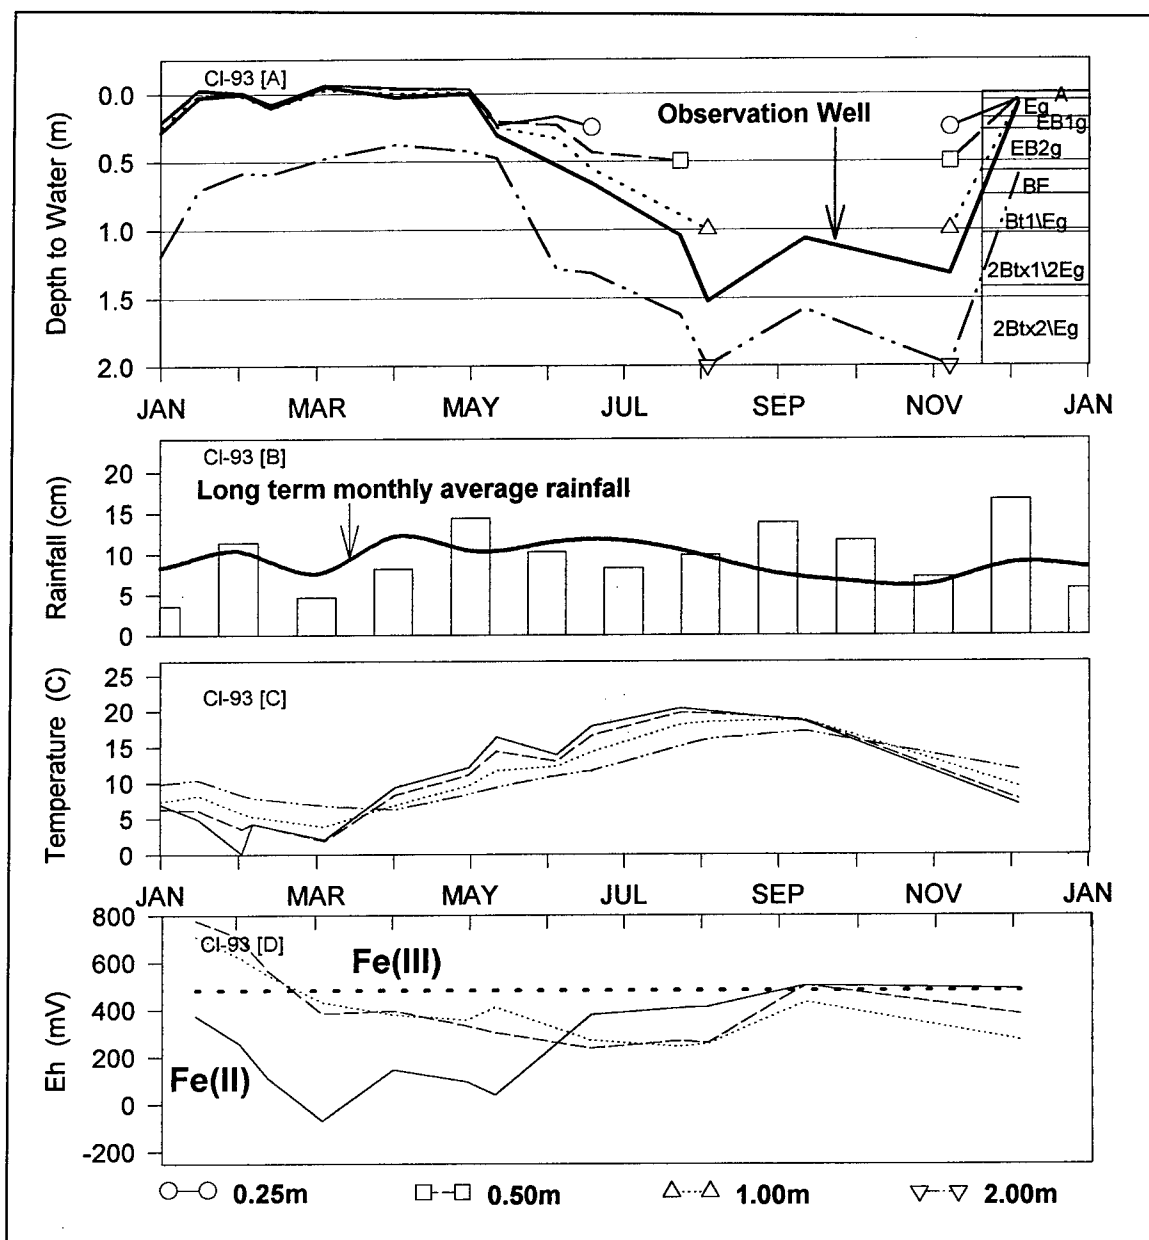 CI-93 [A]
Depth to Water (m)
0.0
0.5
1.0
1.5
2.0
Observation Well
A
Eg
EB1g
EB2g
BE
Bt1\Eg
2Btx1\2Eg
2Btx2\Eg
JAN MAR MAY JUL SEP NOV JAN
CI-93 [B]
Long term monthly average rainfall
Rainfall (cm)
20
15
10
5
0
CI-93 [C]
Temperature (C)
25
20
15
10
5
0
JAN MAR MAY JUL SEP NOV JAN
CI-93 [D]
Eh (mV)
800
600
400
200
0
-200
Fe(III)
Fe(II)
0.25m 0.50m 1.00m 2.00m